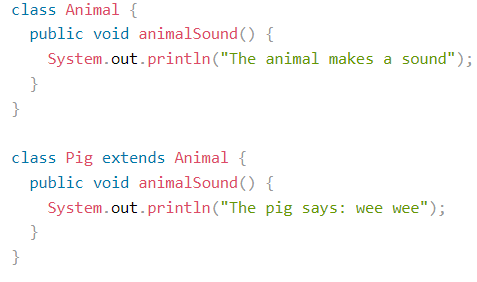 class Animal {
  public void animalSound() {
    System.out.println("The animal makes a sound");
  }
}

class Pig extends Animal {
  public void animalSound() {
    System.out.println("The pig says: wee wee");
  }
}